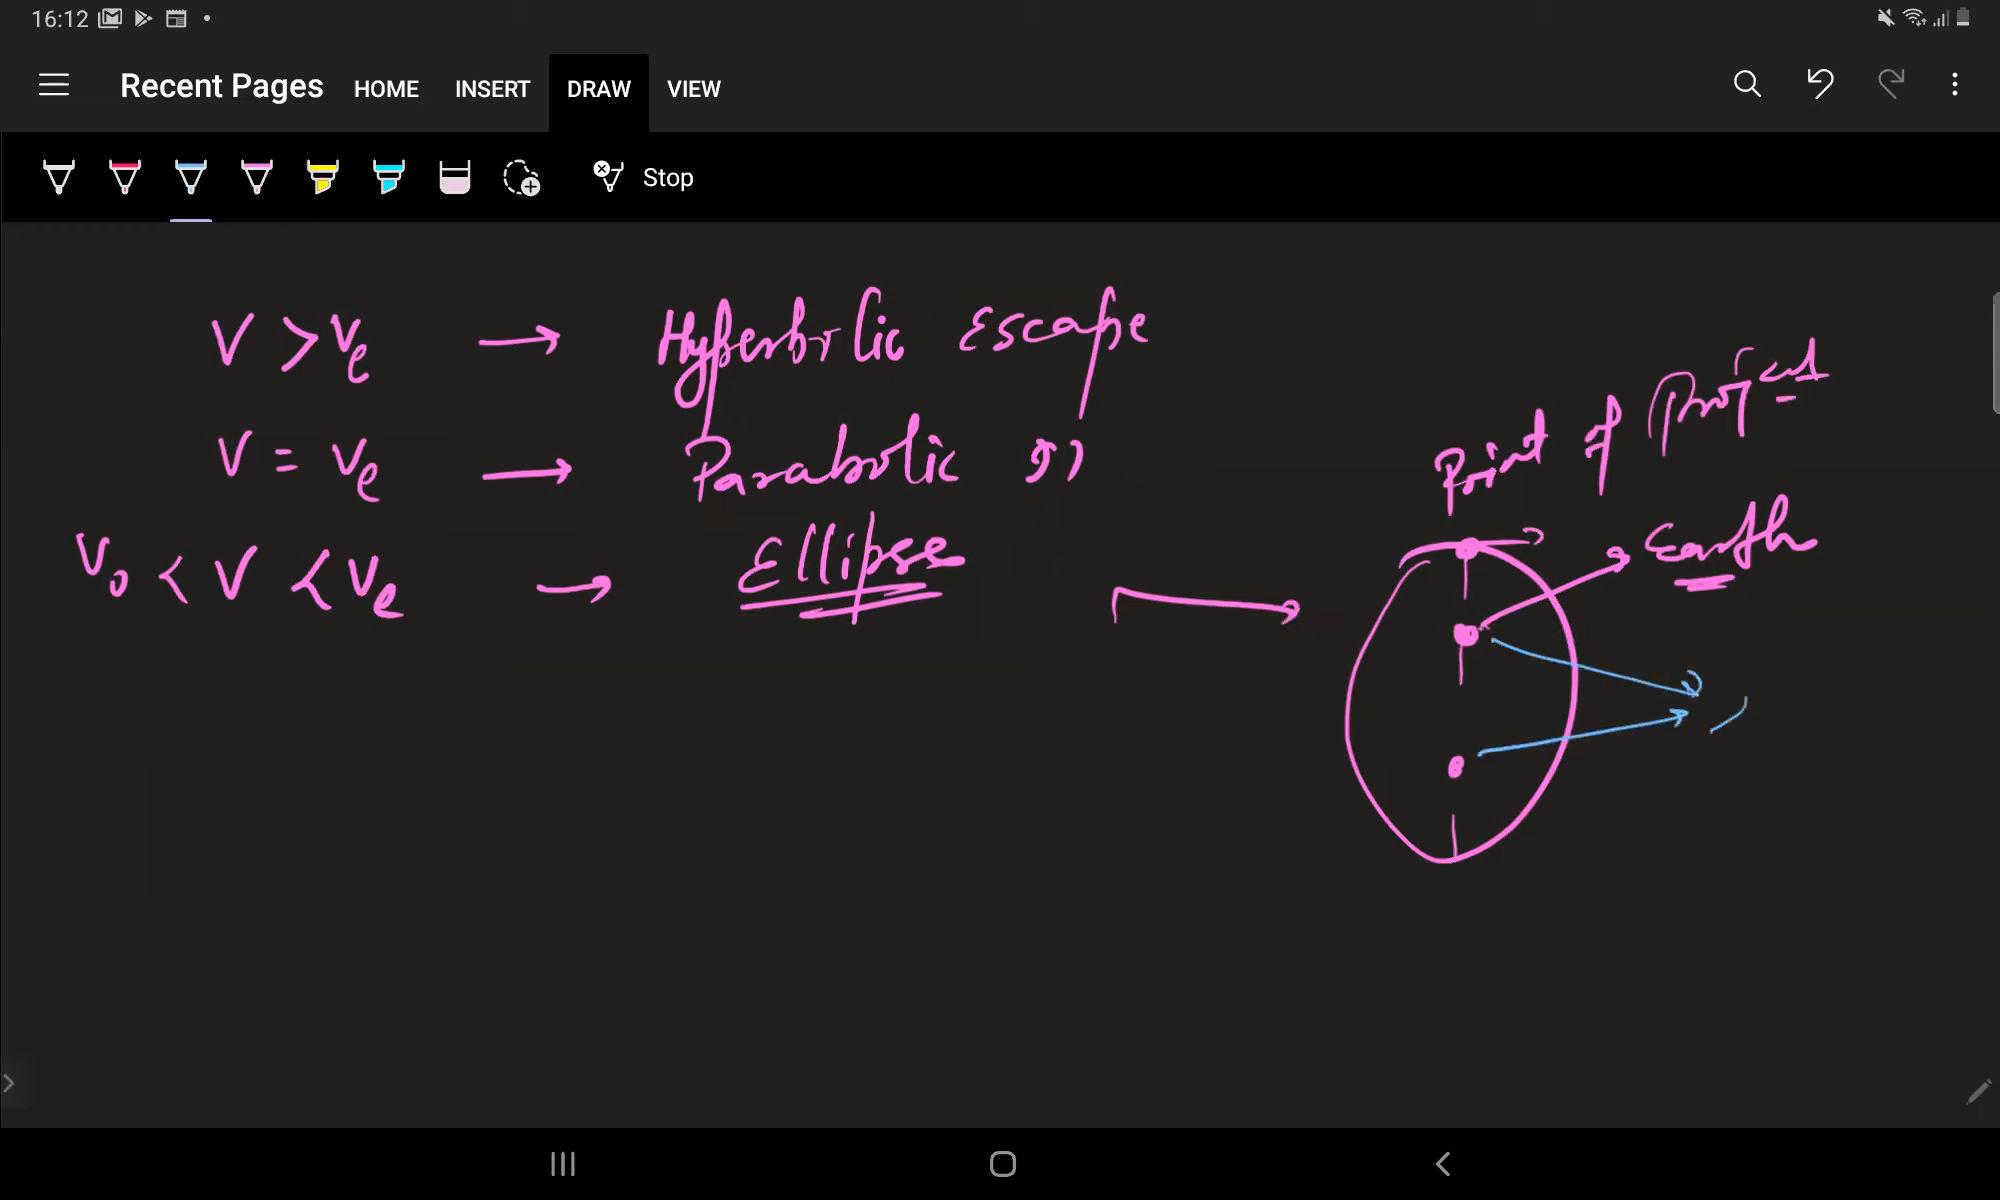 16:12
Recent Pages HOME INSERT DRAW VIEW
Stop
V > Ve → Hyperbolic Escape
V = Ve → Parabolic ")
V₀ < V < Ve → Ellipse
Point of Project
Earth